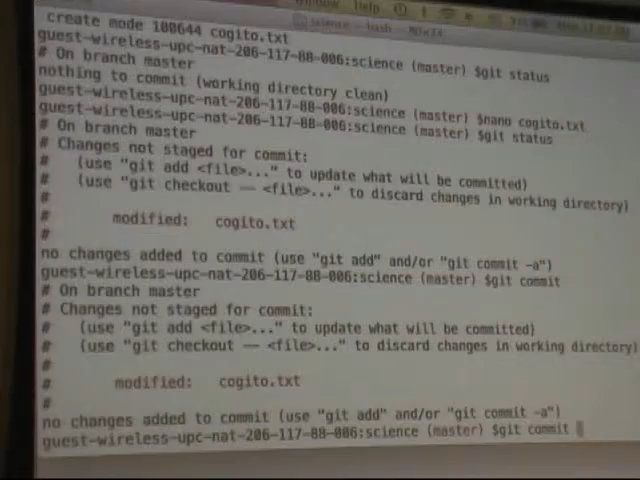 Window Help
science — bash — 80x24
create mode 100644 cogito.txt
guest-wireless-upc-nat-206-117-88-006:science (master) $git status
# On branch master
nothing to commit (working directory clean)
guest-wireless-upc-nat-206-117-88-006:science (master) $nano cogito.txt
guest-wireless-upc-nat-206-117-88-006:science (master) $git status
# On branch master
# Changes not staged for commit:
#   (use "git add <file>..." to update what will be committed)
#   (use "git checkout -- <file>..." to discard changes in working directory)
#
#       modified:   cogito.txt
#
no changes added to commit (use "git add" and/or "git commit -a")
guest-wireless-upc-nat-206-117-88-006:science (master) $git commit
# On branch master
# Changes not staged for commit:
#   (use "git add <file>..." to update what will be committed)
#   (use "git checkout -- <file>..." to discard changes in working directory)
#
#       modified:   cogito.txt
#
no changes added to commit (use "git add" and/or "git commit -a")
guest-wireless-upc-nat-206-117-88-006:science (master) $git commit